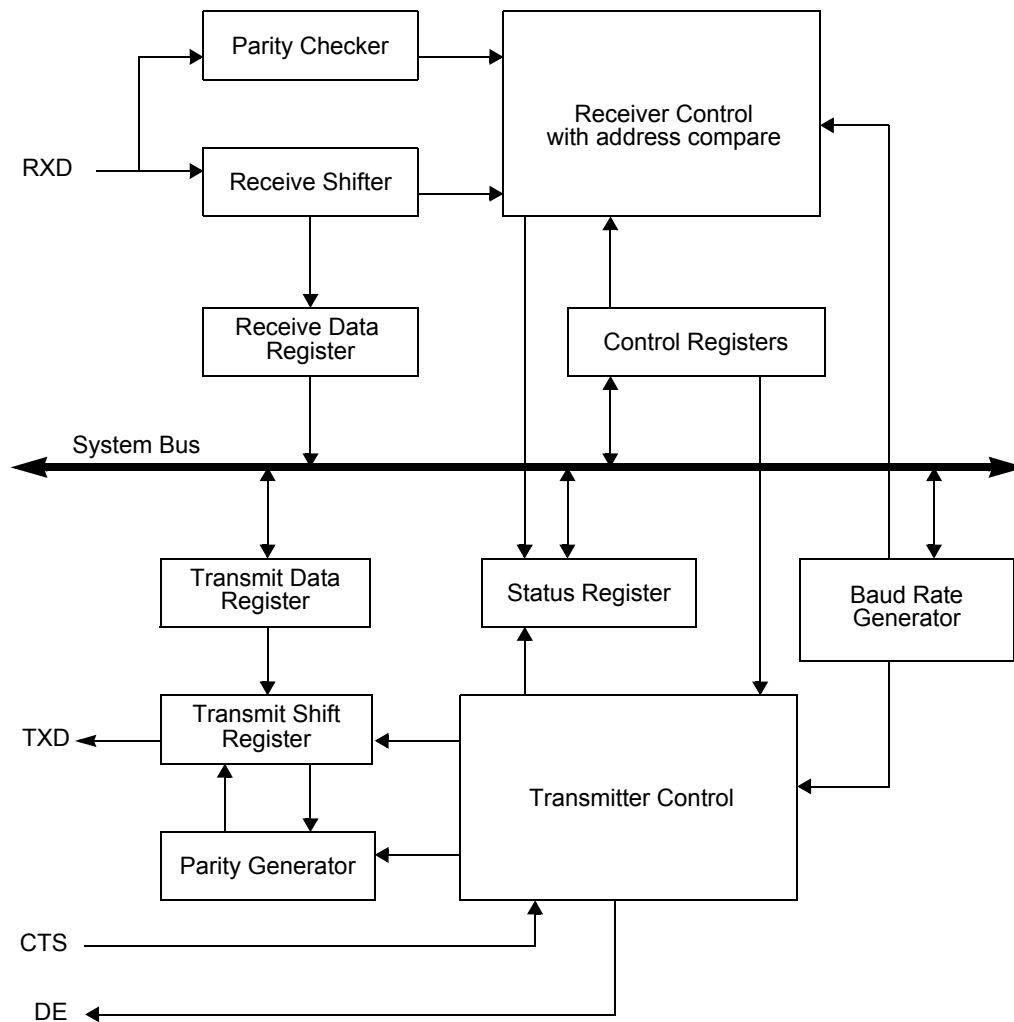 Parity Checker
Receiver Control
with address compare
RXD
Receive Shifter
Receive Data
Register
Control Registers
System Bus
Transmit Data
Register
Status Register
Baud Rate
Generator
Transmit Shift
Register
TXD
Transmitter Control
Parity Generator
CTS
DE